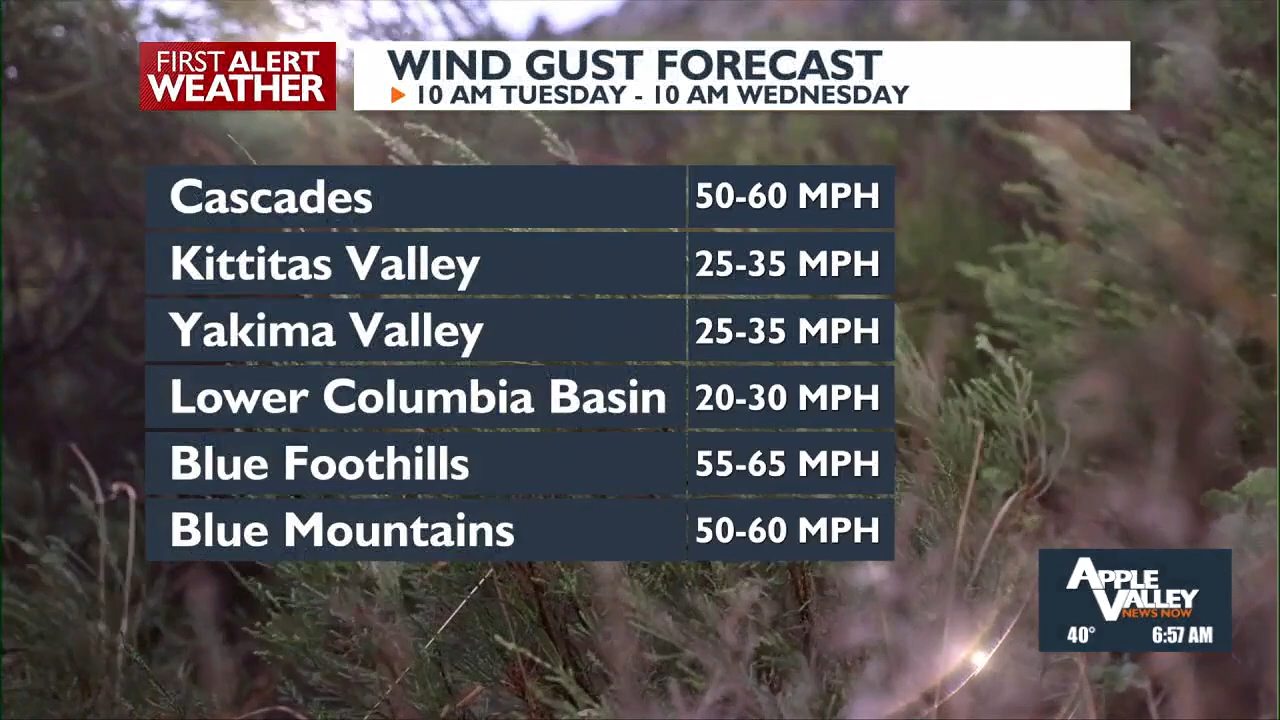 FIRST ALERT
WEATHER
WIND GUST FORECAST
10 AM TUESDAY - 10 AM WEDNESDAY
Cascades 50-60 MPH
Kittitas Valley 25-35 MPH
Yakima Valley 25-35 MPH
Lower Columbia Basin 20-30 MPH
Blue Foothills 55-65 MPH
Blue Mountains 50-60 MPH
APPLE
VALLEY
NEWS NOW
40° 6:57 AM